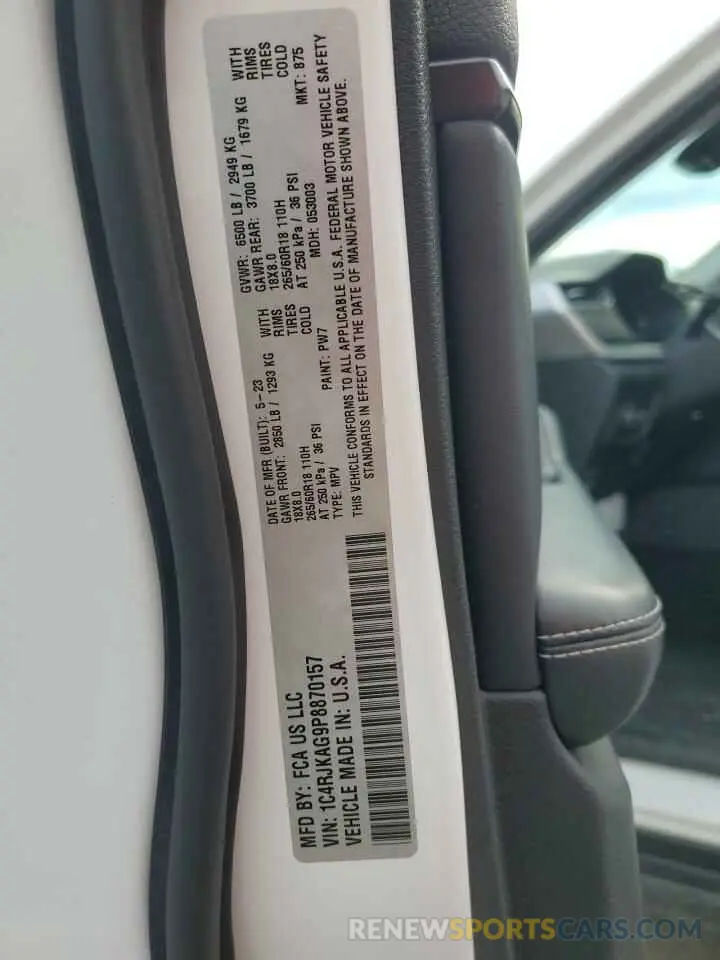 MFD BY: FCA US LLC
VIN: 1C4RJKAG9P8870157
VEHICLE MADE IN: U.S.A.
DATE OF MFR (BUILT): 5-23
GAWR FRONT: 2850 LB / 1293 KG
18X8.0
265/60R18 110H
AT 250 kPa / 36 PSI
WITH
RIMS
TIRES
COLD
GVWR: 6500 LB / 2949 KG
GAWR REAR: 3700 LB / 1679 KG
18X8.0
265/60R18 110H
AT 250 kPa / 36 PSI
WITH
RIMS
TIRES
COLD
TYPE: MPV
PAINT: PW7
MDH: 053003
MKT: 875
THIS VEHICLE CONFORMS TO ALL APPLICABLE U.S.A. FEDERAL MOTOR VEHICLE SAFETY
STANDARDS IN EFFECT ON THE DATE OF MANUFACTURE SHOWN ABOVE.
RENEWSPORTSCARS.COM